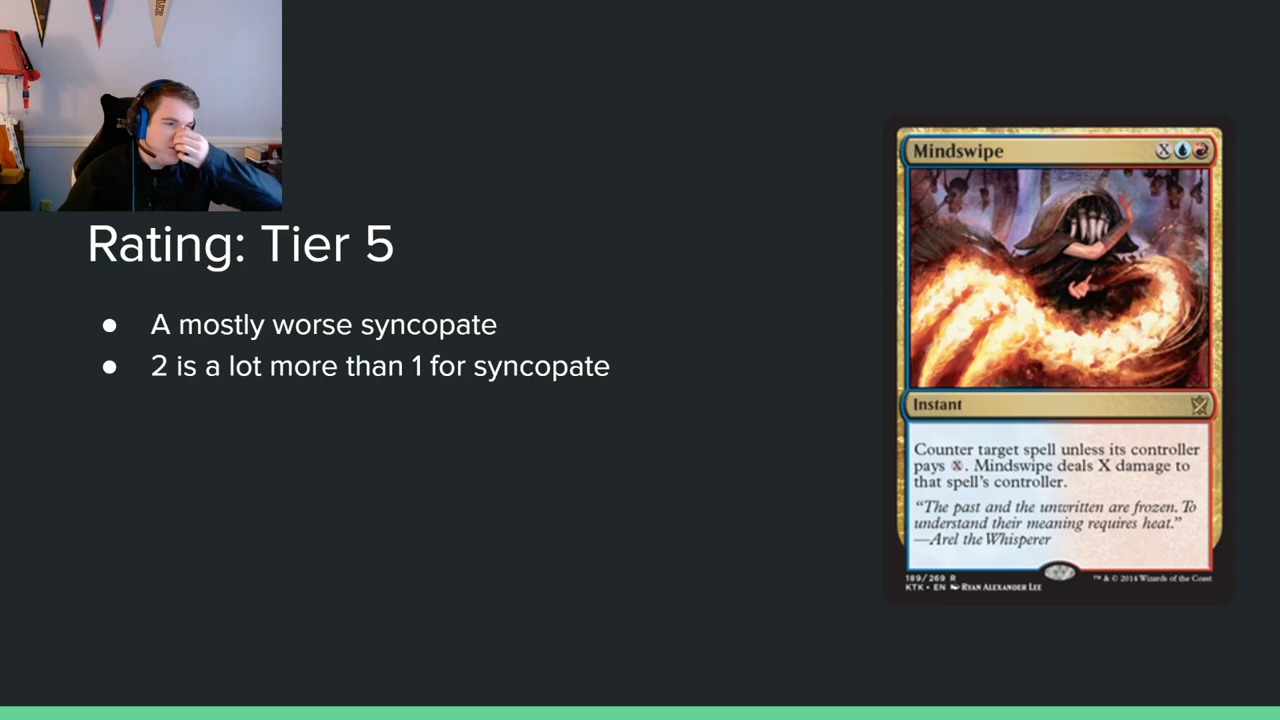 Rating: Tier 5
● A mostly worse syncopate
● 2 is a lot more than 1 for syncopate
Mindswipe X
Instant
Counter target spell unless its controller
pays X. Mindswipe deals X damage to
that spell's controller.
"The past and the unwritten are frozen. To
understand their meaning requires heat."
—Arel the Whisperer
189/269 R
KTK • EN Ryan Alexander Lee
™ & © 2014 Wizards of the Coast